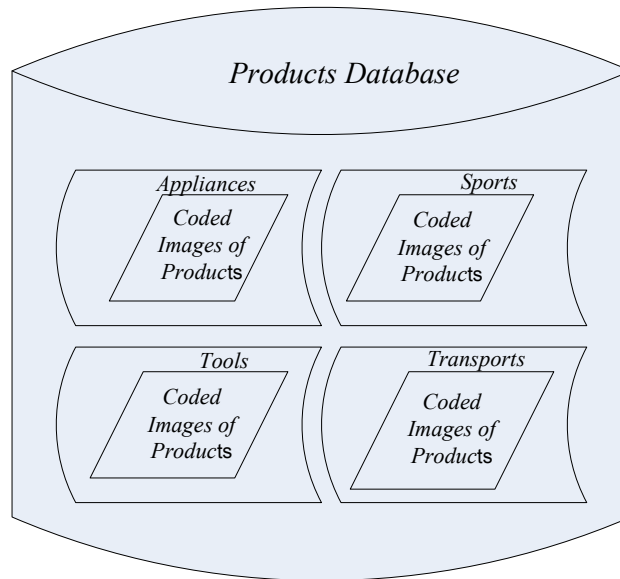 Products Database
Appliances
Coded
Images of
Products
Sports
Coded
Images of
Products
Tools
Coded
Images of
Products
Transports
Coded
Images of
Products